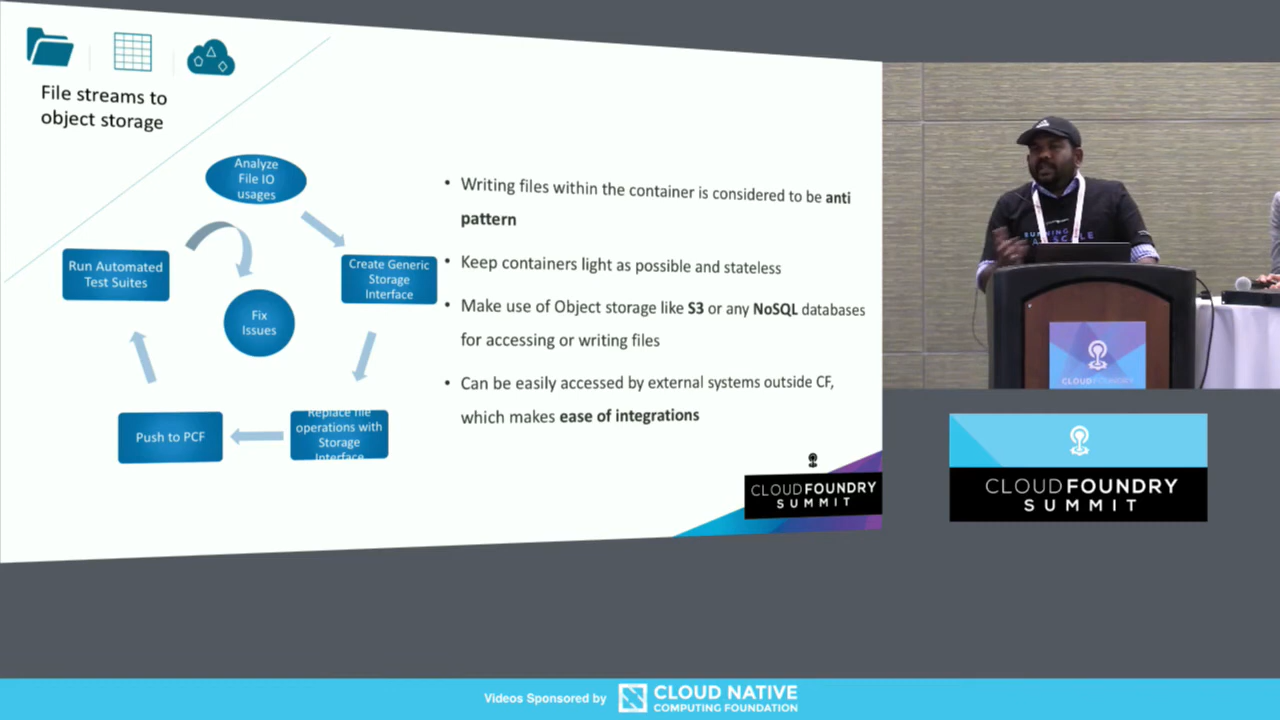 File streams to
object storage
Analyze
File IO
usages
Create Generic
Storage
Interface
Replace file
operations with
Storage
Interface
Push to PCF
Run Automated
Test Suites
Fix
Issues
• Writing files within the container is considered to be anti
pattern
• Keep containers light as possible and stateless
• Make use of Object storage like S3 or any NoSQL databases
for accessing or writing files
• Can be easily accessed by external systems outside CF,
which makes ease of integrations
CLOUDFOUNDRY
SUMMIT
RUNNING
AT SCALE
CLOUDFOUNDRY
CLOUDFOUNDRY
SUMMIT
Videos Sponsored by
CLOUD NATIVE
COMPUTING FOUNDATION